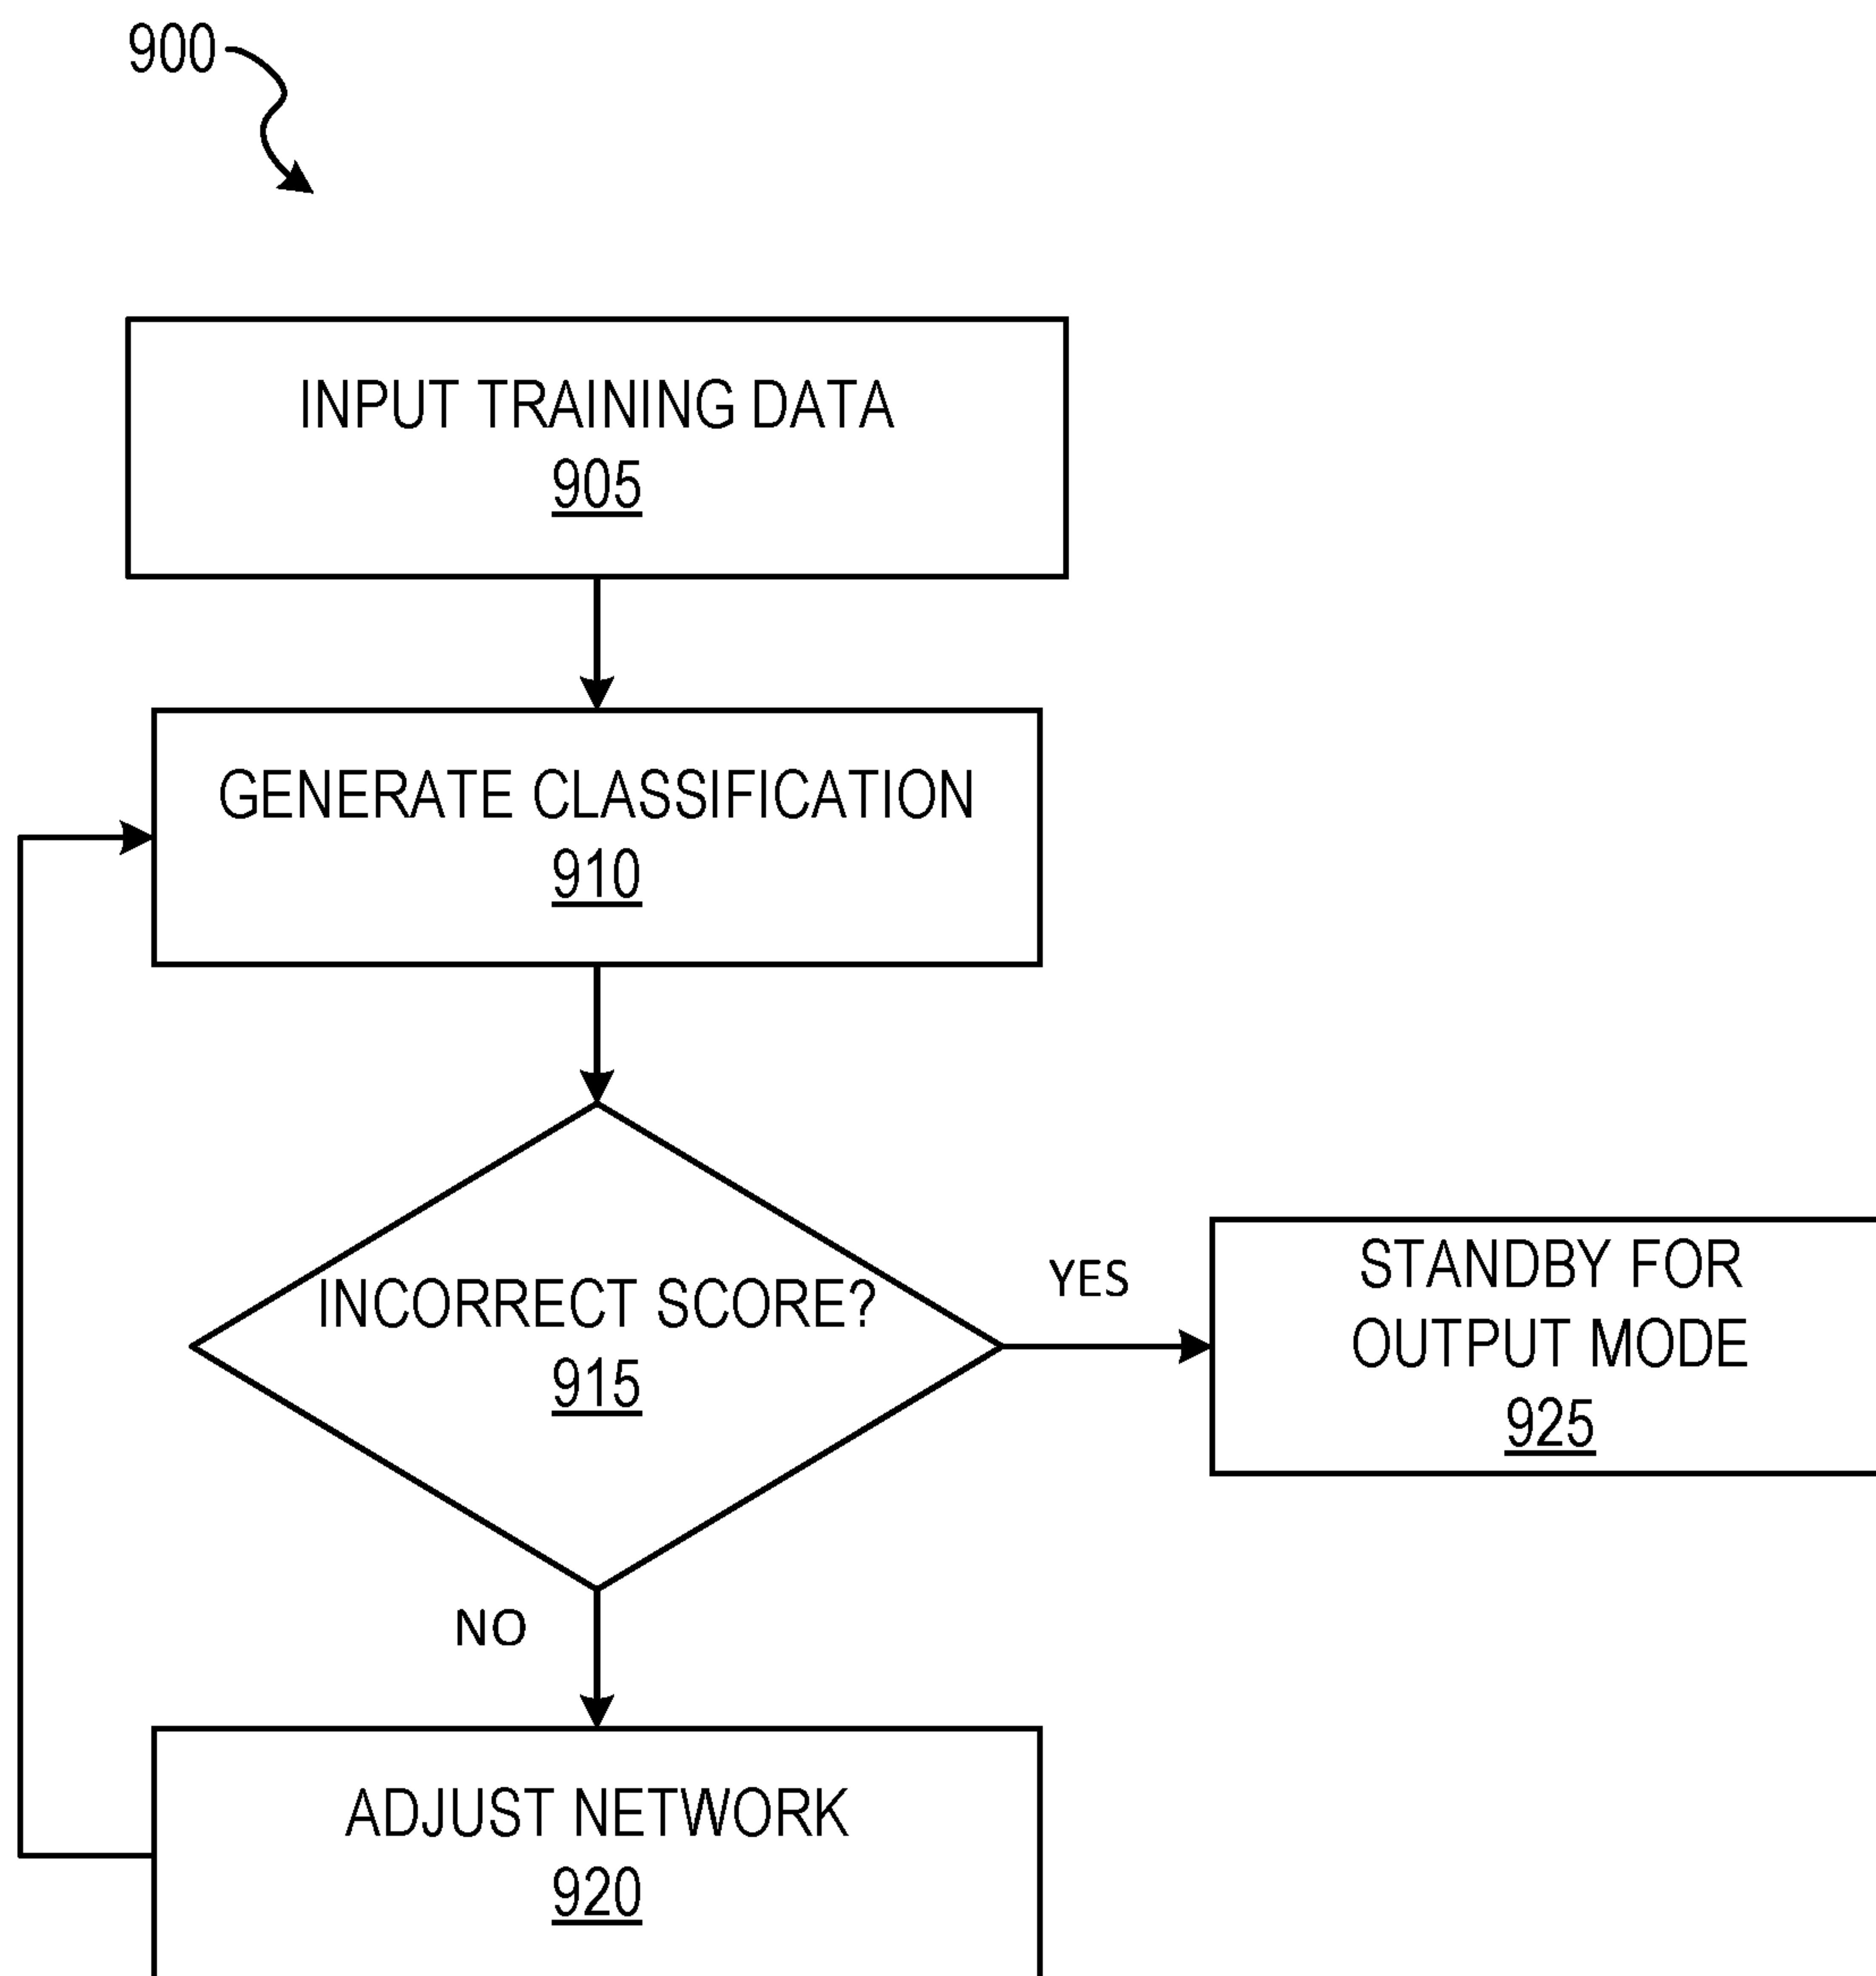 900
INPUT TRAINING DATA
905
GENERATE CLASSIFICATION
910
INCORRECT SCORE?
915
YES
STANDBY FOR
OUTPUT MODE
925
NO
ADJUST NETWORK
920